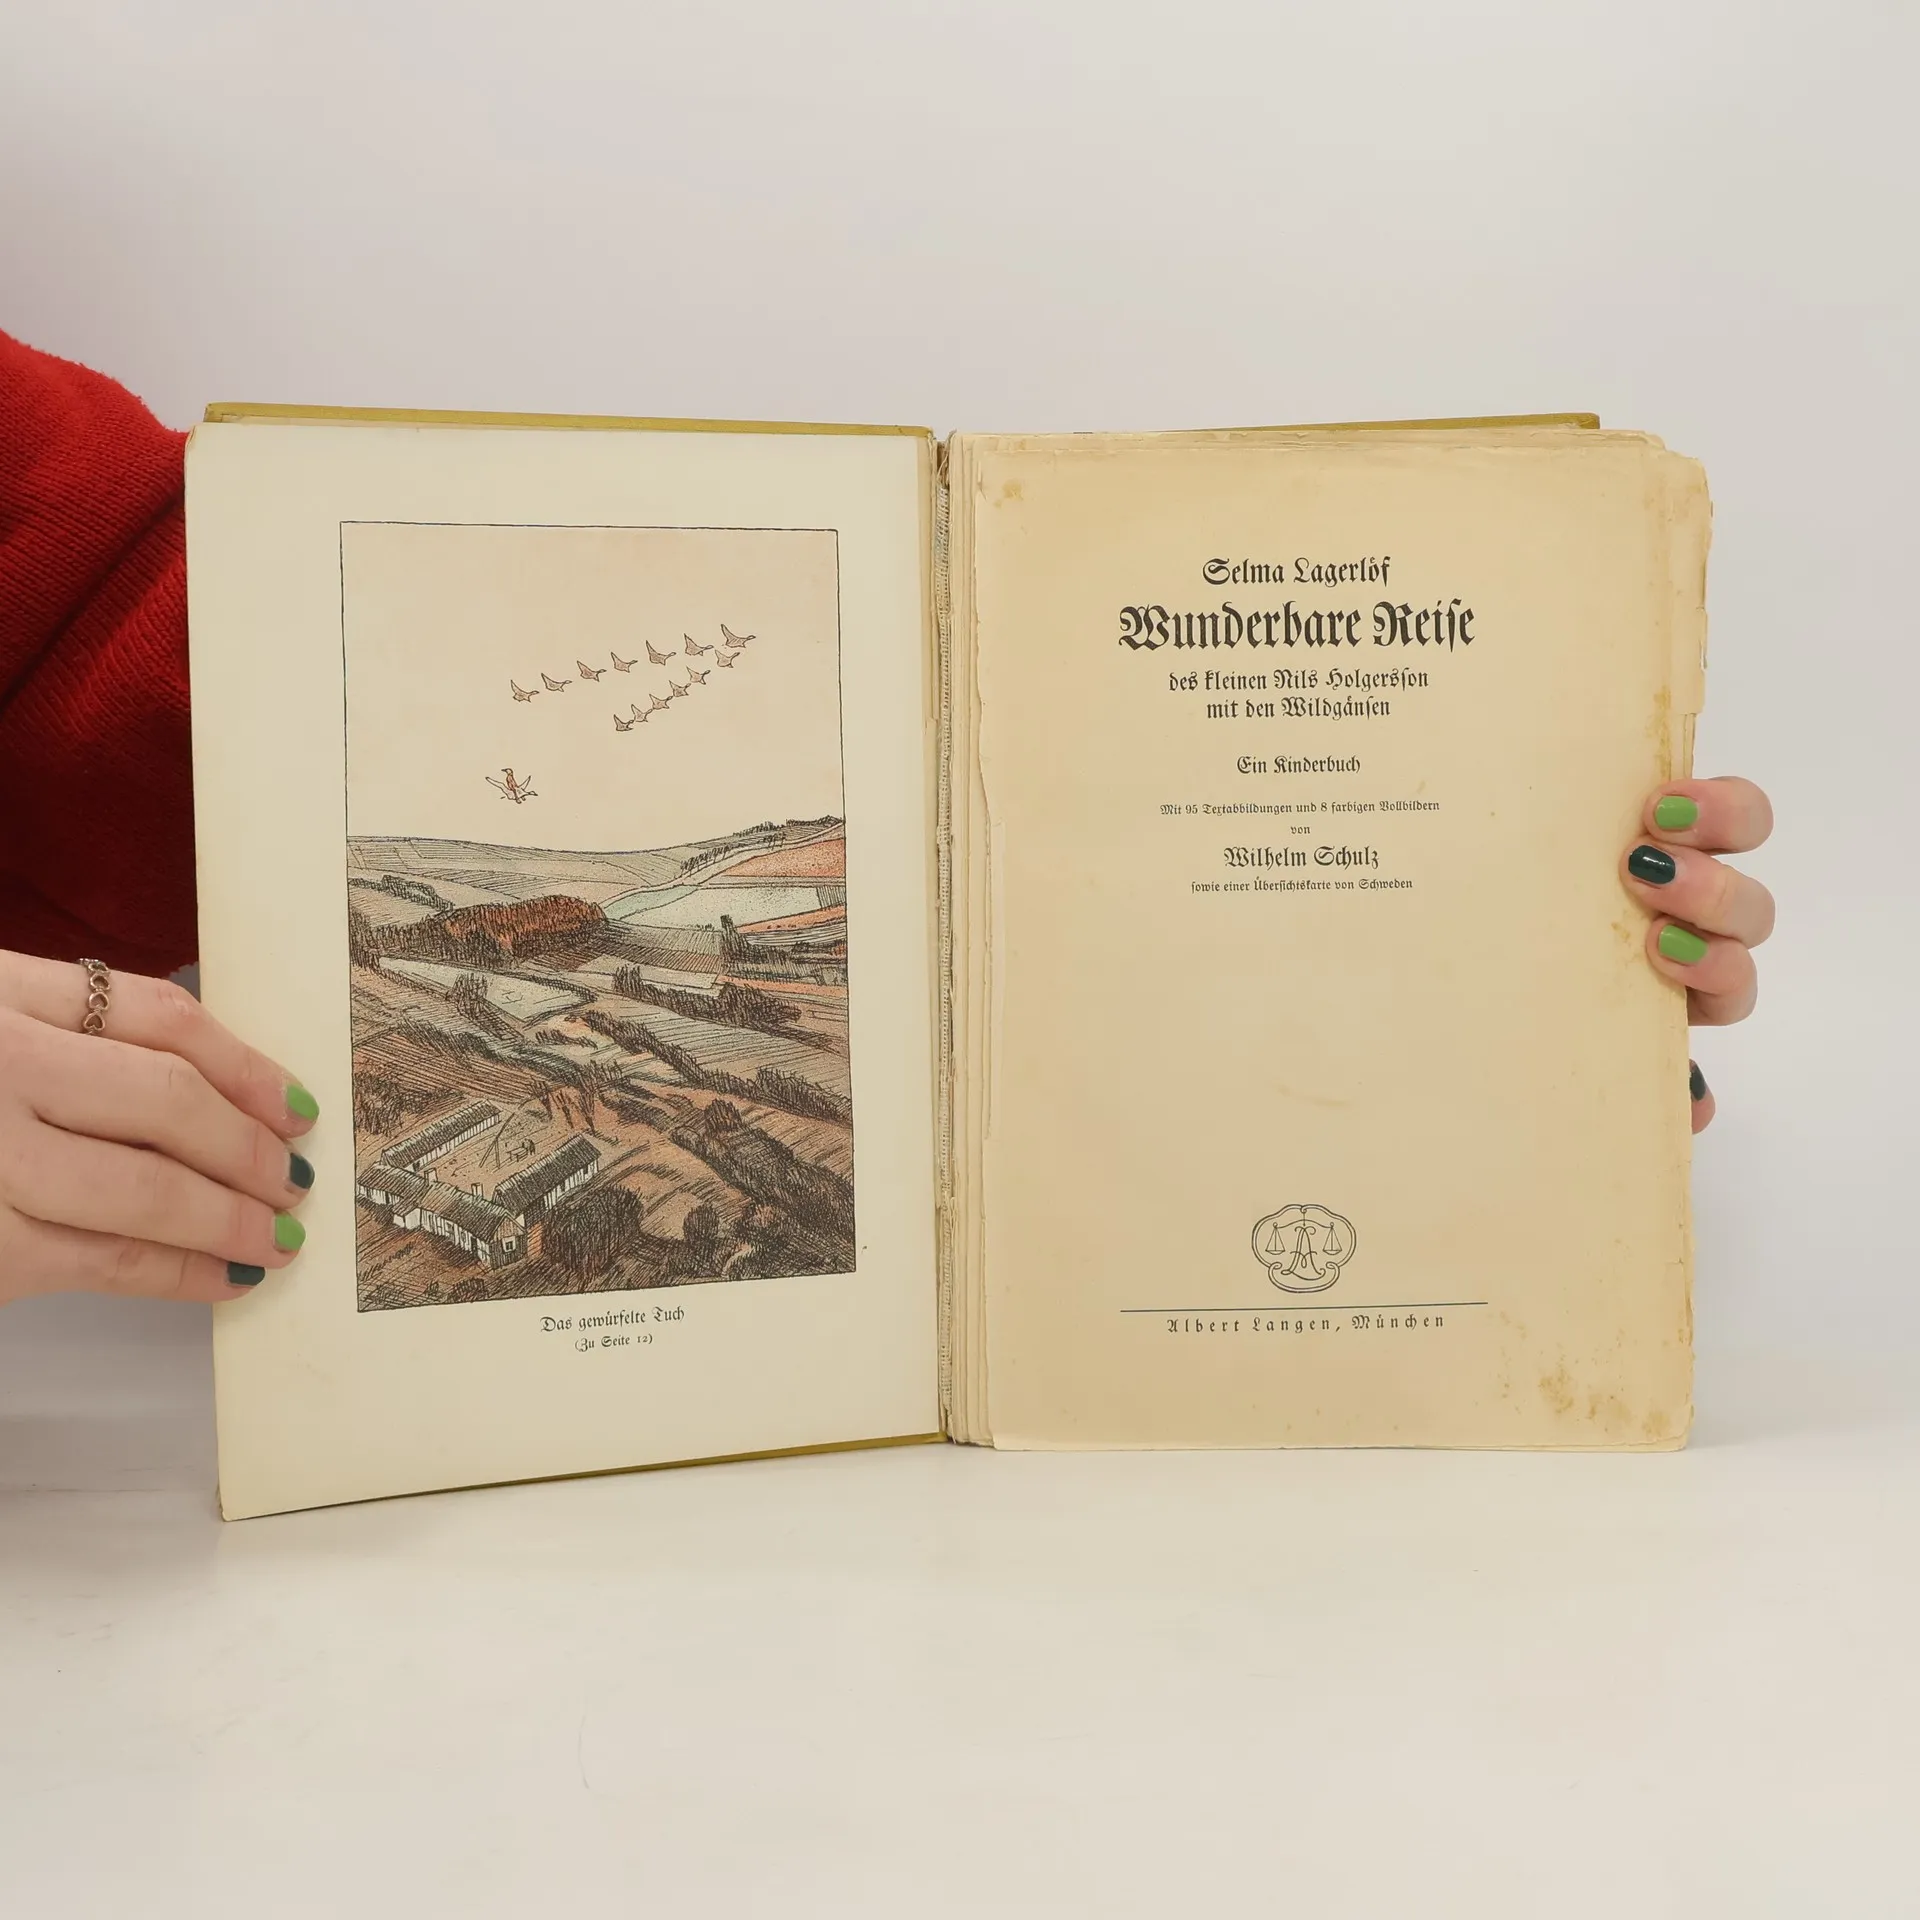 Das gewürfelte Tuch
(Zu Seite 12)
Selma Lagerlöf
Wunderbare Reiſe
des kleinen Nils Holgersſon
mit den Wildgänſen
Ein Kinderbuch
Mit 95 Textabbildungen und 8 farbigen Vollbildern
von
Wilhelm Schulz
ſowie einer Überſichtskarte von Schweden
Albert Langen, München